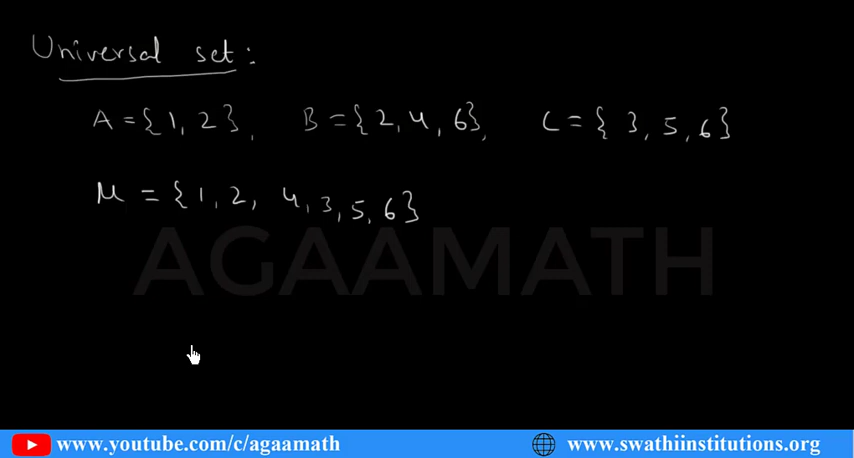 Universal set:
A = {1, 2}, B = {2, 4, 6}, C = {3, 5, 6}
μ = {1, 2, 4, 3, 5, 6}
AGAAMATH
www.youtube.com/c/agaamath www.swathiinstitutions.org